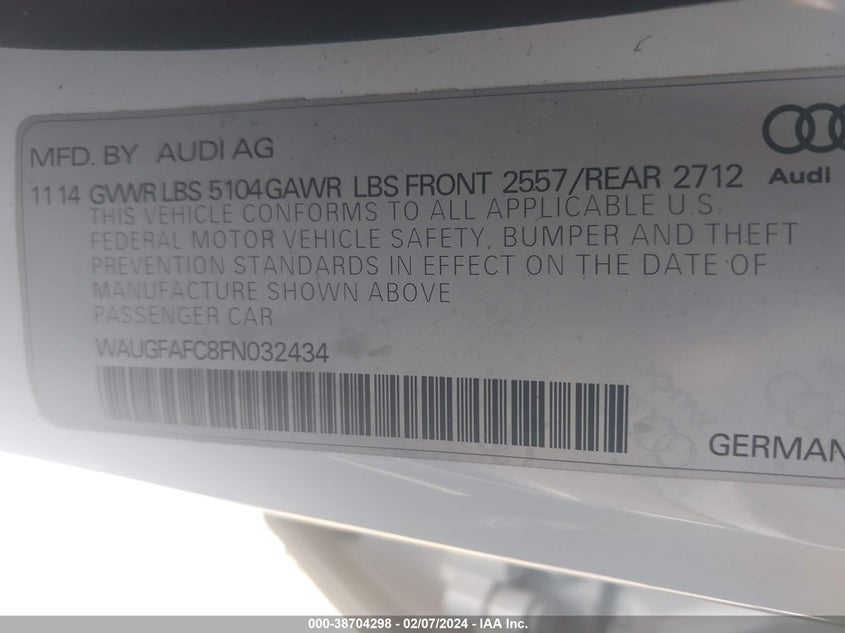 MFD. BY AUDI AG
11 14 GVWR LBS 5104 GAWR LBS FRONT 2557/REAR 2712
Audi
THIS VEHICLE CONFORMS TO ALL APPLICABLE U.S.
FEDERAL MOTOR VEHICLE SAFETY, BUMPER AND THEFT
PREVENTION STANDARDS IN EFFECT ON THE DATE OF
MANUFACTURE SHOWN ABOVE
PASSENGER CAR
WAUGFAFC8FN032434
GERMAN
000-38704298 - 02/07/2024 - IAA Inc.